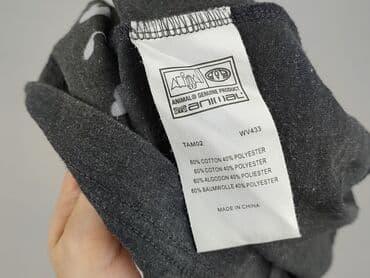 animal
ANIMAL® GENUINE PRODUCT
animal
TAM02 WV433
60% COTTON 40% POLYESTER
60% COTON 40% POLYESTER
60% ALGODON 40% POLIESTER
60% BAUMWOLLE 40% POLYESTER
MADE IN CHINA